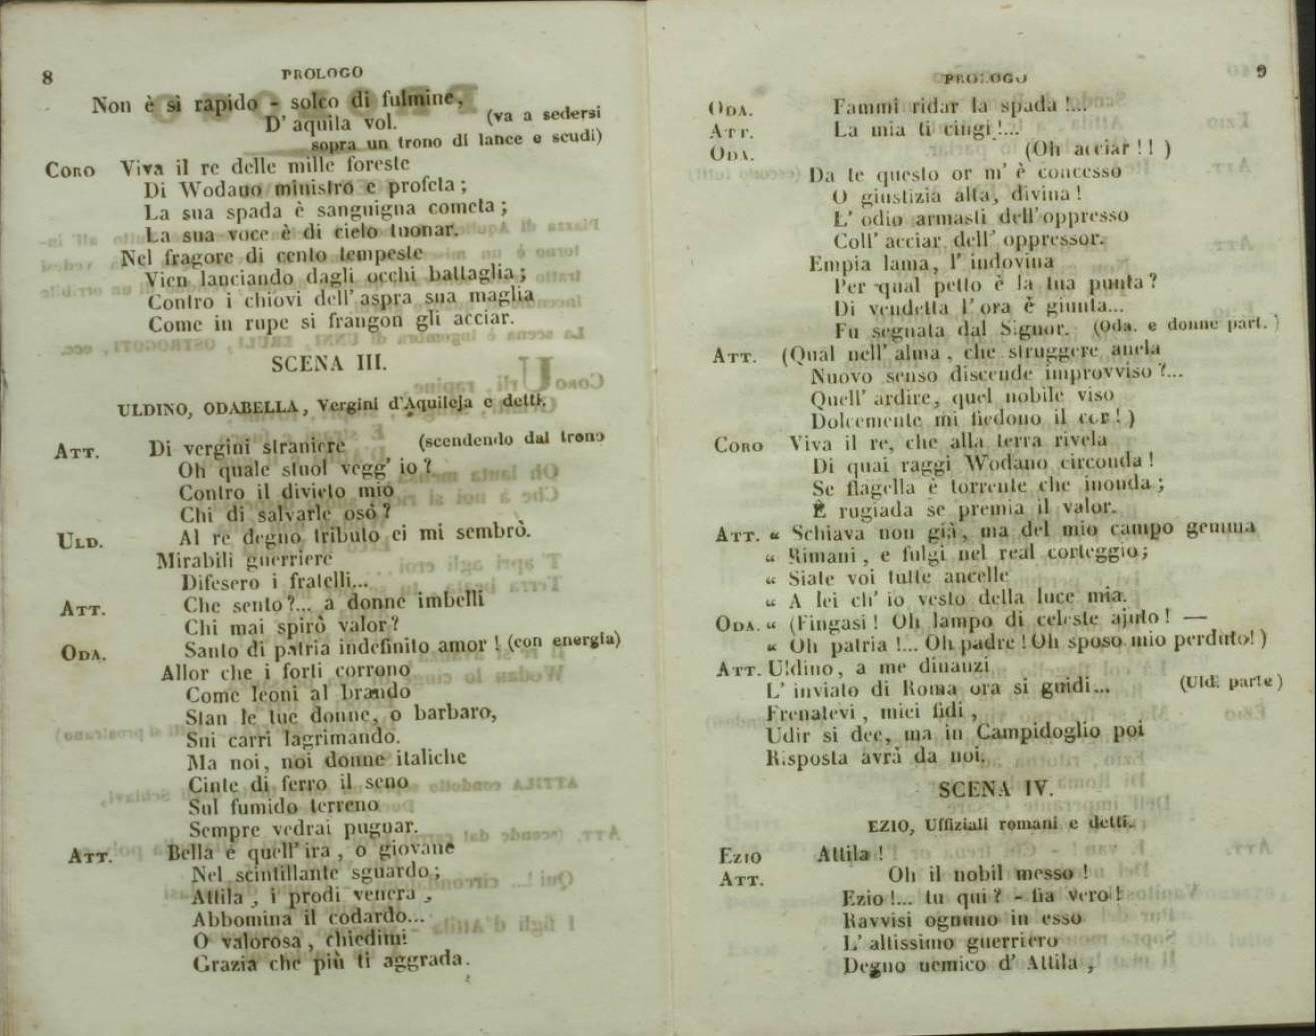 8
PROLOGO
Non è sì rapido - solco di fulmine,
D' aquila vol.
(va a sedersi
sopra un trono di lance e scudi)
CORO Viva il re delle mille foreste
Di Wodano ministro e profeta;
La sua spada è sanguigna cometa;
La sua voce è di cielo tuonar.
Nel fragore di cento tempeste
Vien lanciando dagli occhi battaglia;
Contro i chiovi dell' aspra sua maglia
Come in rupe si frangon gli acciar.
SCENA III.
ULDINO, ODABELLA, Vergini d'Aquileja e detti.
ATT. Di vergini straniere (scendendo dal trono
Oh quale stuol vegg' io?
Contro il divieto mio
Chi di salvarle osò?
ULD. Al re degno tributo ei mi sembrò.
Mirabili guerriere
Difesero i fratelli...
ATT. Che sento?... a donne imbelli
Chi mai spirò valor?
ODA. Santo di patria indefinito amor! (con energia)
Allor che i forti corrono
Come leoni al brando
Stan le tue donne, o barbaro,
Sui carri lagrimando.
Ma noi, noi donne italiche
Cinte di ferro il seno
Sul fumido terreno
Sempre vedrai pugnar.
ATT. Bella è quell' ira, o giovane
Nel scintillante sguardo;
Attila, i prodi venera,
Abbomina il codardo...
O valorosa, chiedimi
Grazia che più ti aggrada.
PROLOGO
9
ODA. Fammi ridar la spada!...
ATT. La mia ti cingi!...
ODA. (Oh acciar!!)
Da te questo or m' è concesso
O giustizia alta, divina!
L' odio armasti dell' oppresso
Coll' acciar dell' oppressor.
Empia lama, l' indovina
Per qual petto è la tua punta?
Di vendetta l' ora è giunta...
Fu segnata dal Signor. (Oda. e donne part.)
ATT. (Qual nell' alma, che struggere anela
Nuovo senso discende improvviso?...
Quell' ardire, quel nobile viso
Dolcemente mi fiedono il cor!)
CORO Viva il re, che alla terra rivela
Di quai raggi Wodano circonda!
Se flagella è torrente che inonda;
È rugiada se premia il valor.
ATT. “ Schiava non già, ma del mio campo gemma
“ Rimani, e fulgi nel real corteggio;
“ Siate voi tutte ancelle
“ A lei ch' io vesto della luce mia.
ODA. “ (Fingasi! Oh lampo di celeste ajuto! —
“ Oh patria!... Oh padre! Oh sposo mio perduto!)
ATT. Uldino, a me dinanzi
L' inviato di Roma ora si guidi... (Uld. parte)
Frenatevi, miei fidi,
Udir si dee, ma in Campidoglio poi
Risposta avrà da noi.
SCENA IV.
EZIO, Uffiziali romani e detti.
EZIO Attila!
ATT. Oh il nobil messo!
Ezio!... tu qui? - fia vero!
Ravvisi ognuno in esso
L' altissimo guerriero
Degno nemico d' Attila,